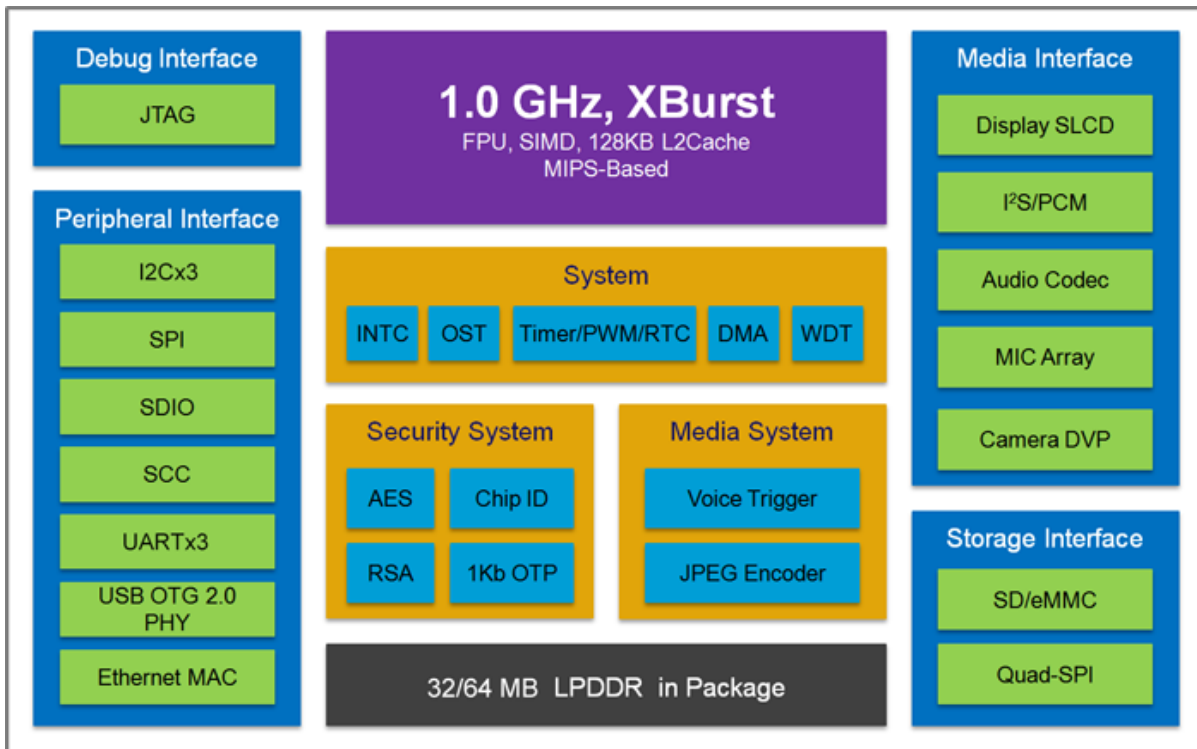 Debug Interface
JTAG
Peripheral Interface
I2Cx3
SPI
SDIO
SCC
UARTx3
USB OTG 2.0
PHY
Ethernet MAC
1.0 GHz, XBurst
FPU, SIMD, 128KB L2Cache
MIPS-Based
System
INTC
OST
Timer/PWM/RTC
DMA
WDT
Security System
AES
Chip ID
RSA
1Kb OTP
Media System
Voice Trigger
JPEG Encoder
32/64 MB LPDDR in Package
Media Interface
Display SLCD
I²S/PCM
Audio Codec
MIC Array
Camera DVP
Storage Interface
SD/eMMC
Quad-SPI